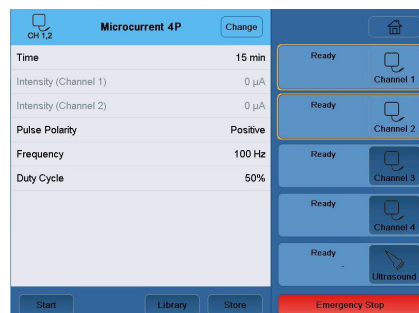 CH 1,2
Microcurrent 4P
Change
Time 15 min
Intensity (Channel 1) 0 µA
Intensity (Channel 2) 0 µA
Pulse Polarity Positive
Frequency 100 Hz
Duty Cycle 50%
Start
Library
Store
Ready
Channel 1
Ready
Channel 2
Ready
Channel 3
Ready
Channel 4
Ready
Ultrasound
Emergency Stop